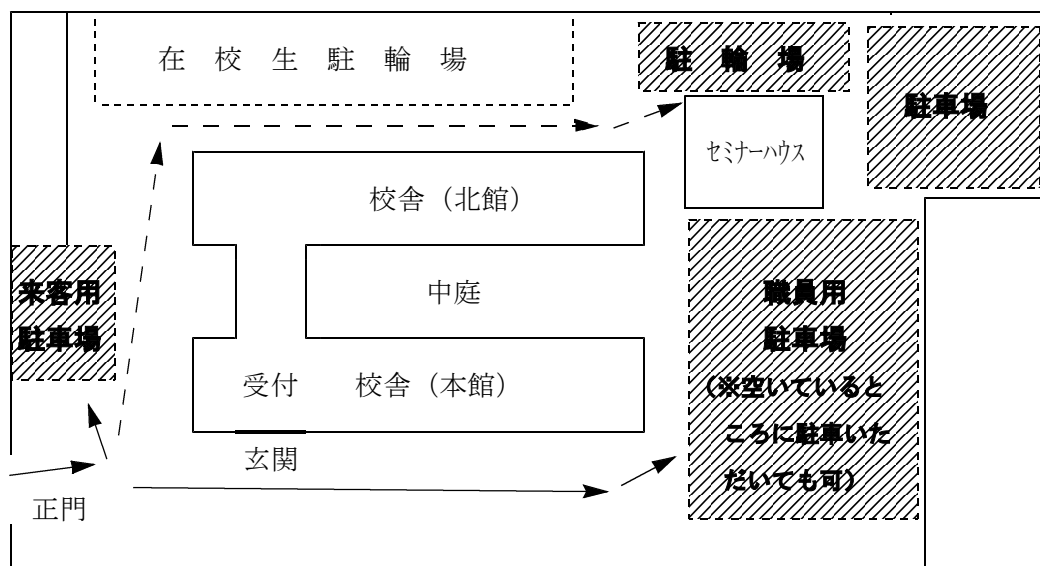 在校生駐輪場
駐輪場
駐車場
セミナーハウス
校舎（北館）
来客用
駐車場
中庭
職員用
駐車場
（※空いていると
ころに駐車いた
だいても可）
受付
校舎（本館）
玄関
正門